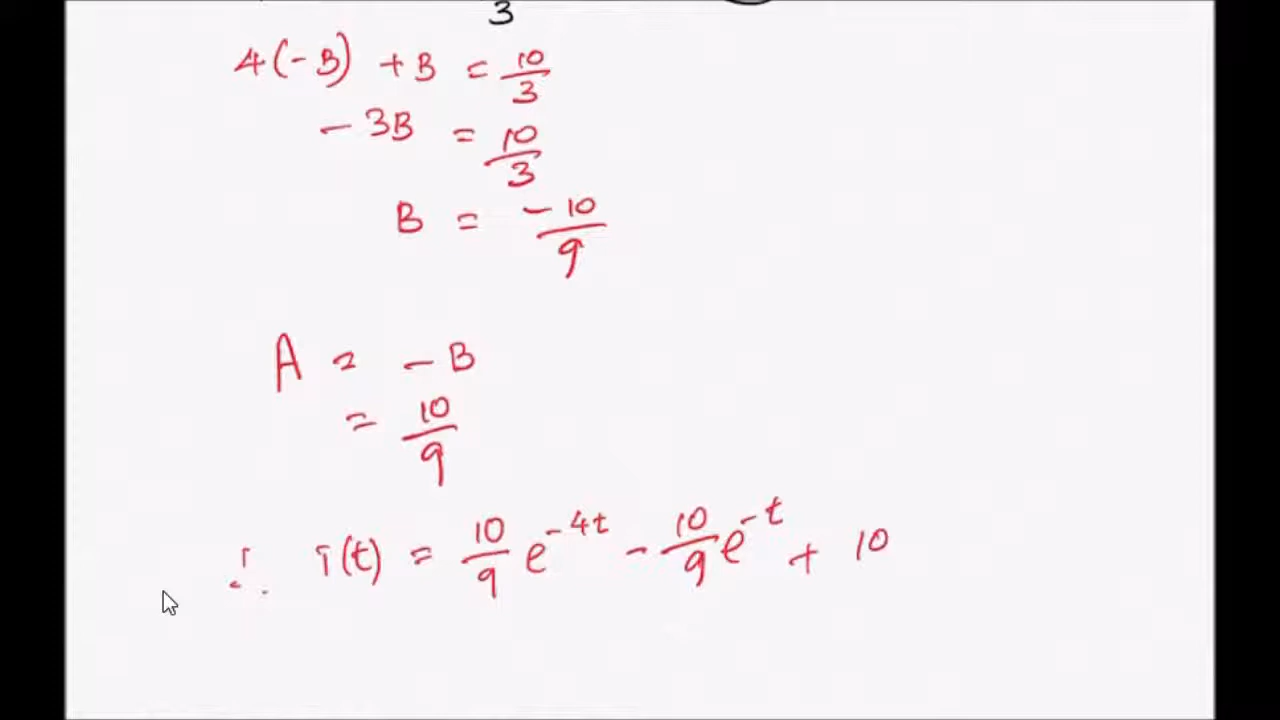 3
4(-B) + B = 10/3
-3B = 10/3
B = -10/9
A = -B
= 10/9
∴ i(t) = 10/9 e^{-4t} - 10/9 e^{-t} + 10